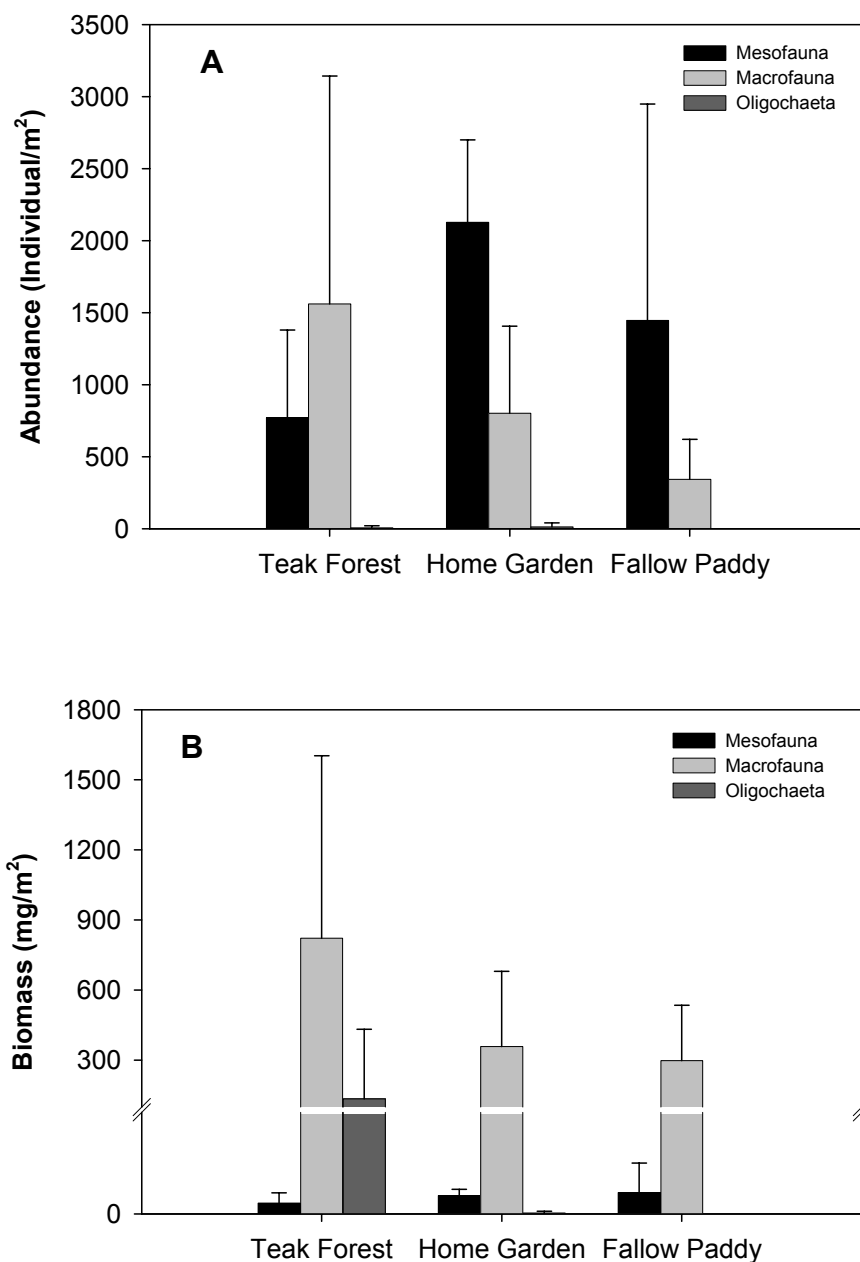 A
Mesofauna
Macrofauna
Oligochaeta
Abundance (Individual/m²)
3500
3000
2500
2000
1500
1000
500
0
Teak Forest Home Garden Fallow Paddy
B
Mesofauna
Macrofauna
Oligochaeta
Biomass (mg/m²)
1800
1500
1200
900
600
300
0
Teak Forest Home Garden Fallow Paddy